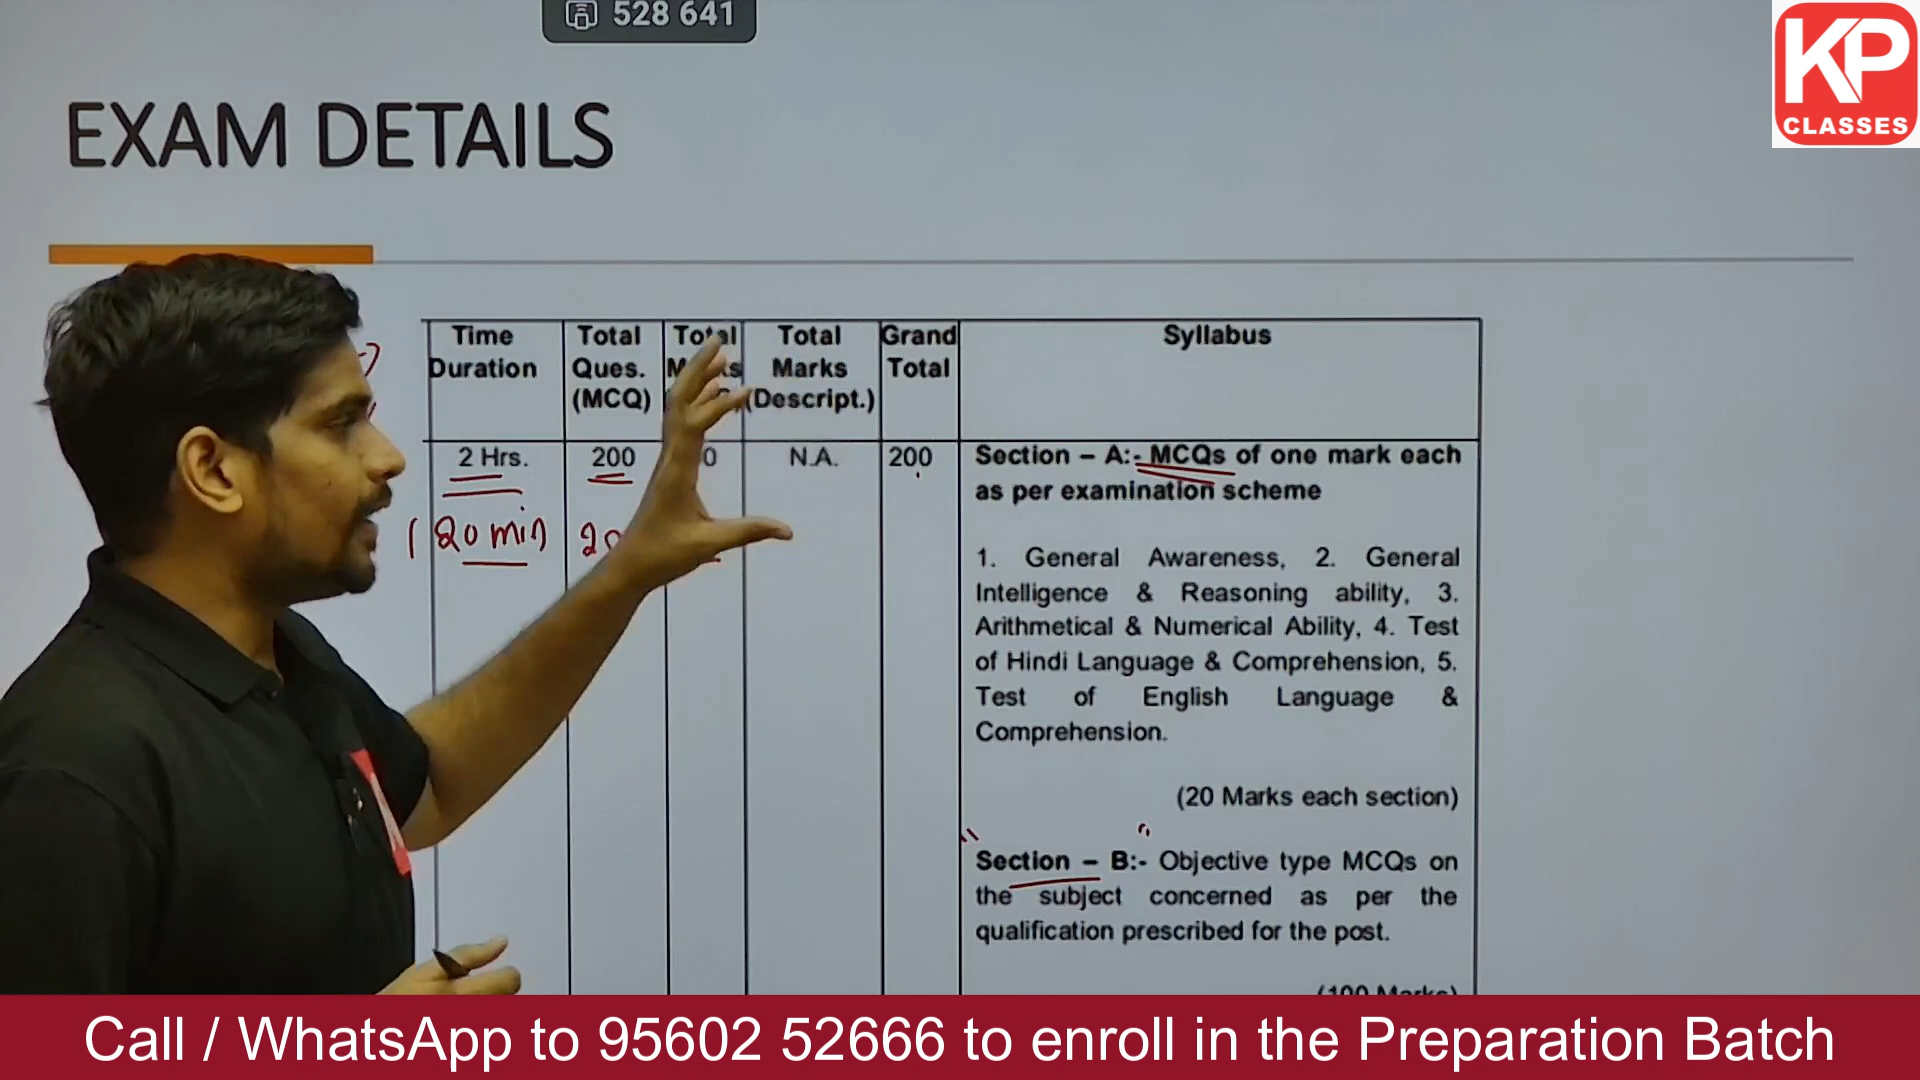 528 641
KP
CLASSES
EXAM DETAILS
Time Duration
Total Ques. (MCQ)
Total
Total Marks (Descript.)
Grand Total
Syllabus
2 Hrs.
200
N.A.
200
Section – A:- MCQs of one mark each
as per examination scheme
(20 min)
1. General Awareness, 2. General
Intelligence & Reasoning ability, 3.
Arithmetical & Numerical Ability, 4. Test
of Hindi Language & Comprehension, 5.
Test of English Language &
Comprehension.
(20 Marks each section)
Section – B:- Objective type MCQs on
the subject concerned as per the
qualification prescribed for the post.
(100 Marks)
Call / WhatsApp to 95602 52666 to enroll in the Preparation Batch